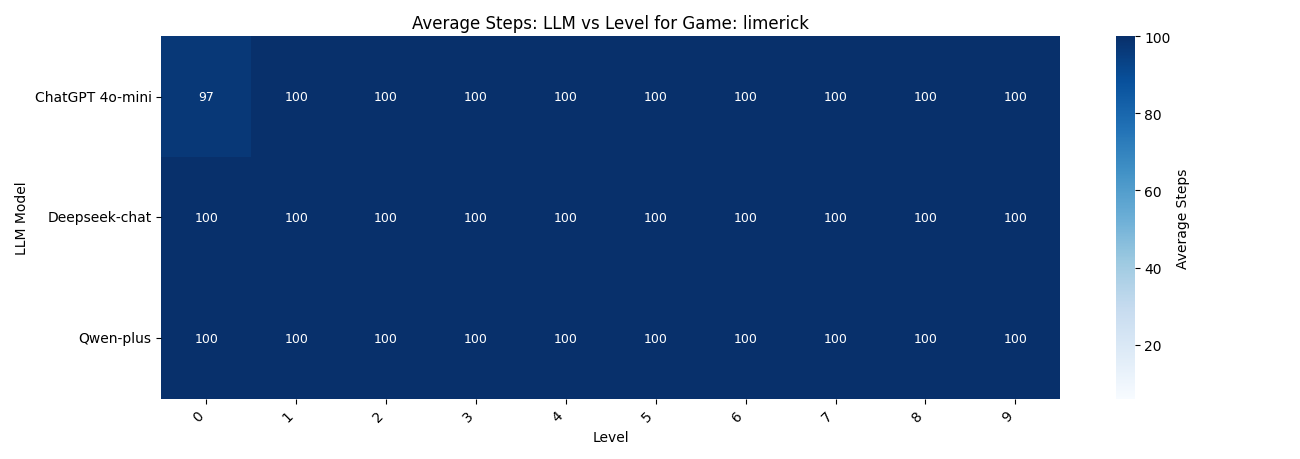 Average Steps: LLM vs Level for Game: limerick
LLM Model
ChatGPT 4o-mini 97 100 100 100 100 100 100 100 100 100
Deepseek-chat 100 100 100 100 100 100 100 100 100 100
Qwen-plus 100 100 100 100 100 100 100 100 100 100
0 1 2 3 4 5 6 7 8 9
Level
100
80
60
40
20
Average Steps